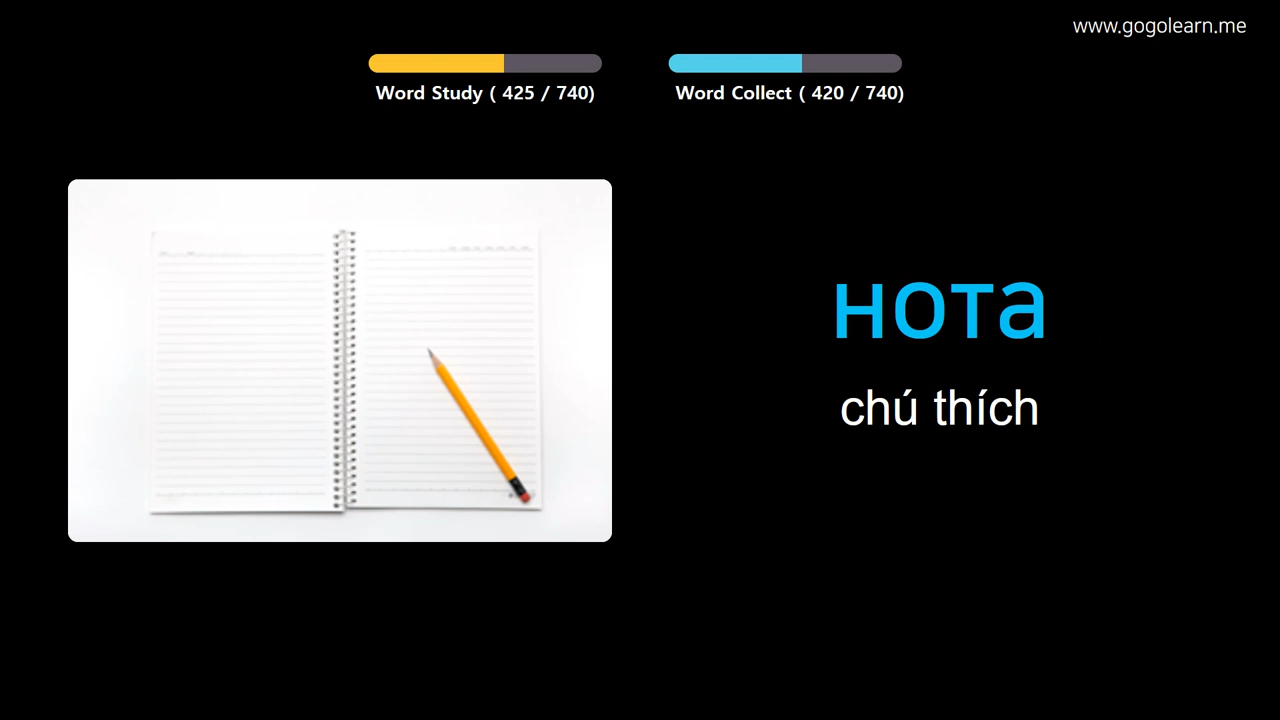 www.gogolearn.me
Word Study ( 425 / 740)
Word Collect ( 420 / 740)
нота
chú thích